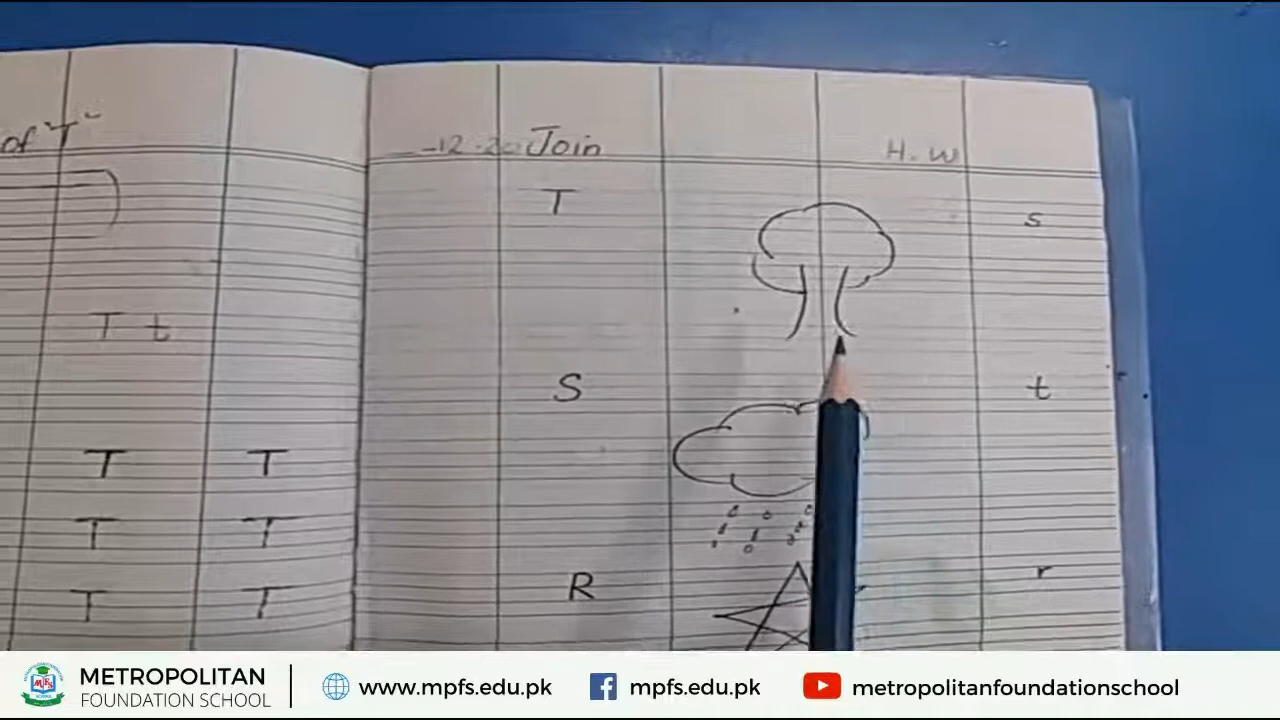 of "T"
T t
T T
T T
T T
-12-20 Join H.W
T s
S t
R r
METROPOLITAN
FOUNDATION SCHOOL
www.mpfs.edu.pk
mpfs.edu.pk
metropolitanfoundationschool